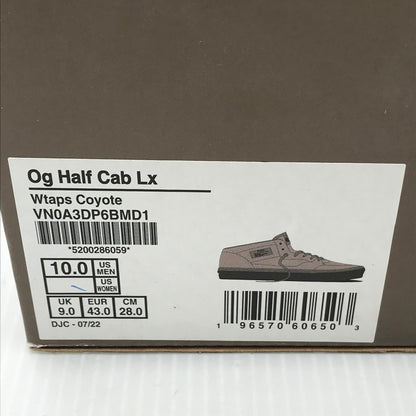 Og Half Cab Lx
Wtaps Coyote
VN0A3DP6BMD1
*5200286059*
10.0 US MEN
US WOMEN
UK EUR CM
9.0 43.0 28.0
DJC - 07/22
1 96570 60650 3